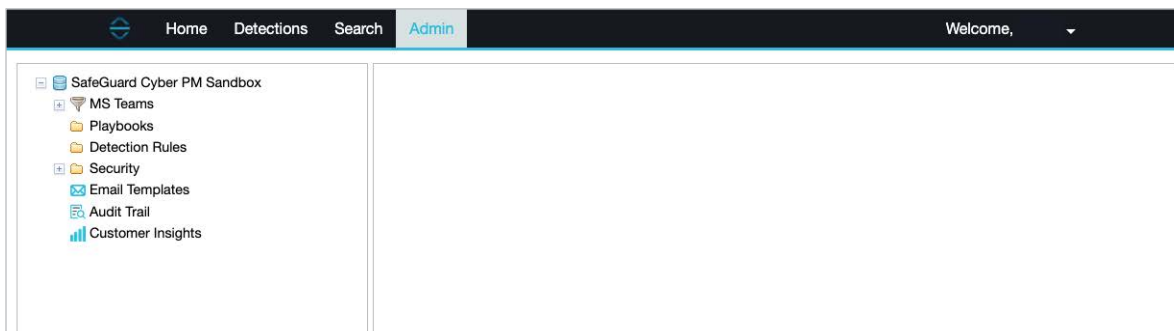 Home Detections Search Admin Welcome,
SafeGuard Cyber PM Sandbox
MS Teams
Playbooks
Detection Rules
Security
Email Templates
Audit Trail
Customer Insights